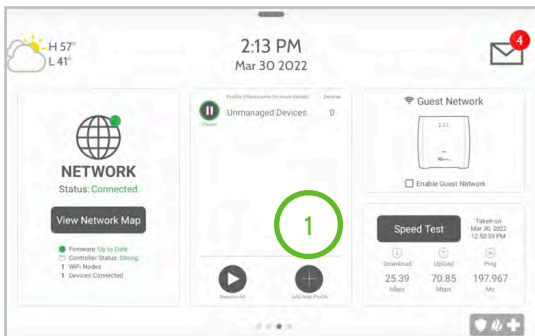 H 57°
L 41°
2:13 PM
Mar 30 2022
4
NETWORK
Status: Connected
View Network Map
Firmware: Up to Date
Controller Status: Strong
1 WiFi Nodes
1 Devices Connected
Devices
Pause
Unmanaged Devices 0
1
Resume All
Add New Profile
Guest Network
Enable Guest Network
Speed Test
Taken on
Mar 30, 2022
12:50:59 PM
Download Upload Ping
25.39 70.85 197.967
Mbps Mbps Ms